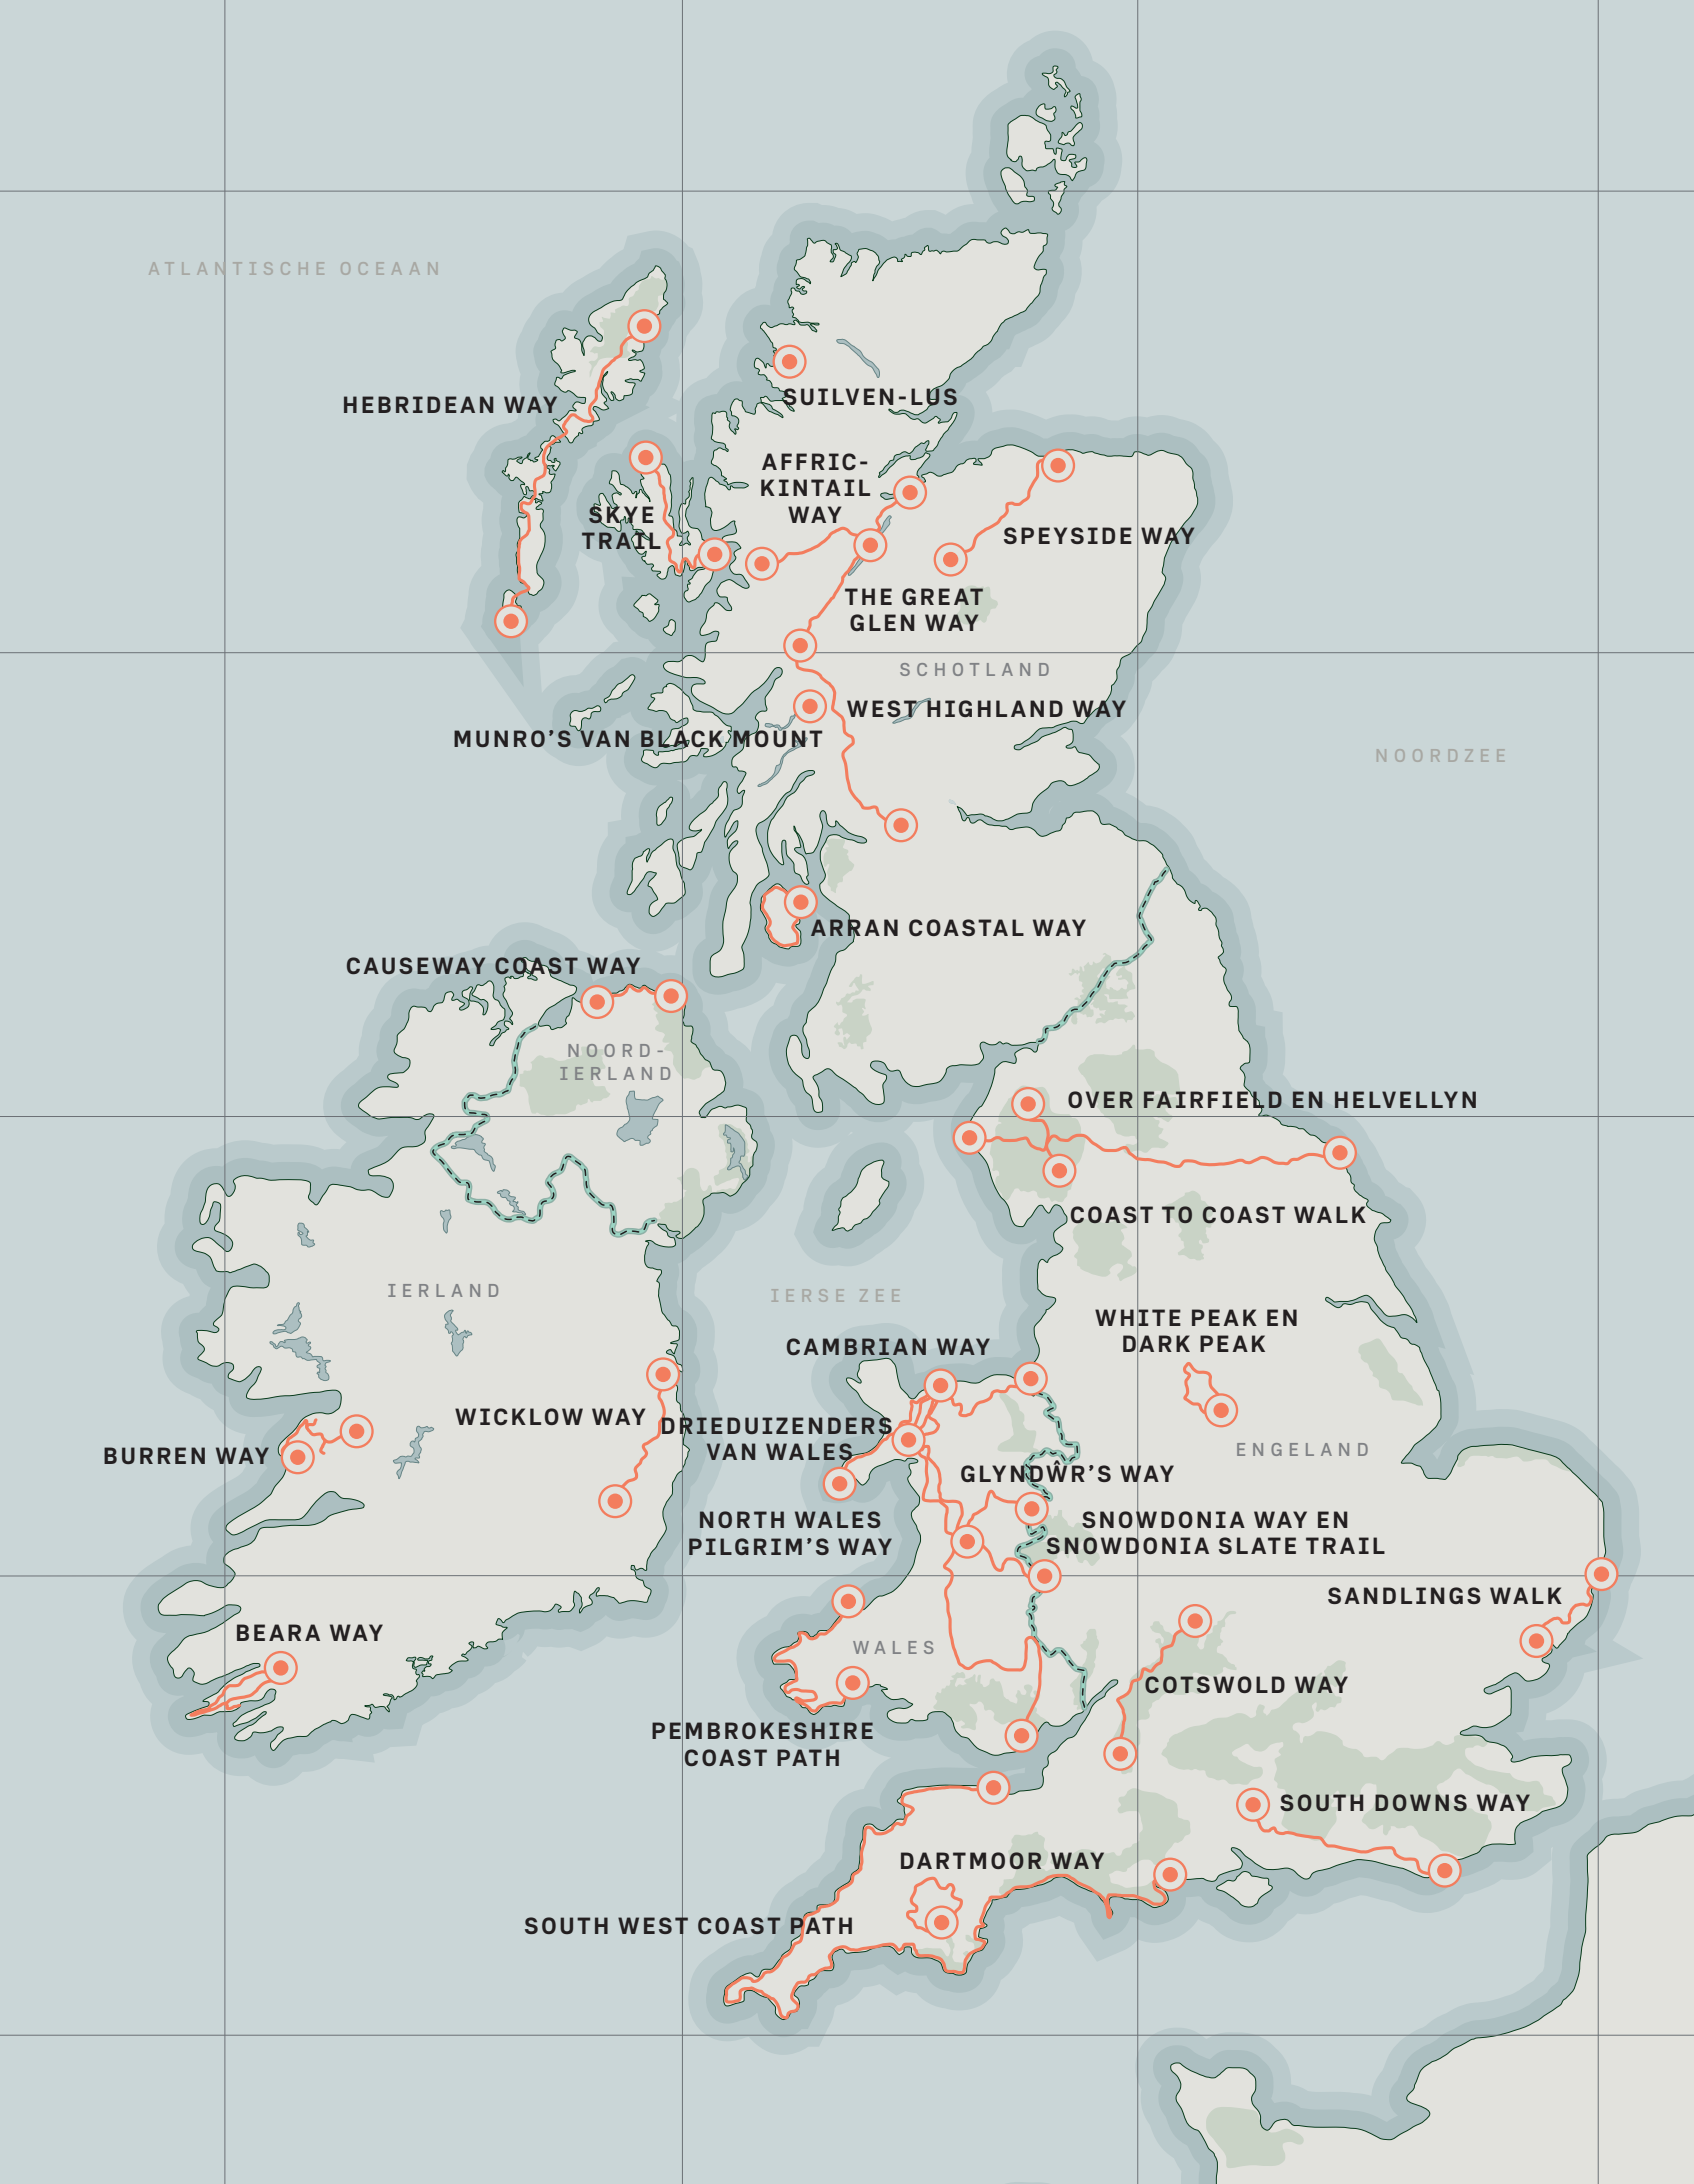 ATLANTISCHE OCEAAN
HEBRIDEAN WAY
SUILVEN-LUS
AFFRIC-
KINTAIL
WAY
SKYE
TRAIL
SPEYSIDE WAY
THE GREAT
GLEN WAY
SCHOTLAND
WEST HIGHLAND WAY
MUNRO’S VAN BLACK MOUNT
NOORDZEE
ARRAN COASTAL WAY
CAUSEWAY COAST WAY
NOORD-
IERLAND
OVER FAIRFIELD EN HELVELLYN
COAST TO COAST WALK
IERLAND
IERSE ZEE
WHITE PEAK EN
DARK PEAK
CAMBRIAN WAY
WICKLOW WAY
DRIEDUIZENDERS
VAN WALES
BURREN WAY
ENGELAND
GLYNDŴR’S WAY
NORTH WALES
PILGRIM’S WAY
SNOWDONIA WAY EN
SNOWDONIA SLATE TRAIL
SANDLINGS WALK
BEARA WAY
WALES
COTSWOLD WAY
PEMBROKESHIRE
COAST PATH
SOUTH DOWNS WAY
DARTMOOR WAY
SOUTH WEST COAST PATH